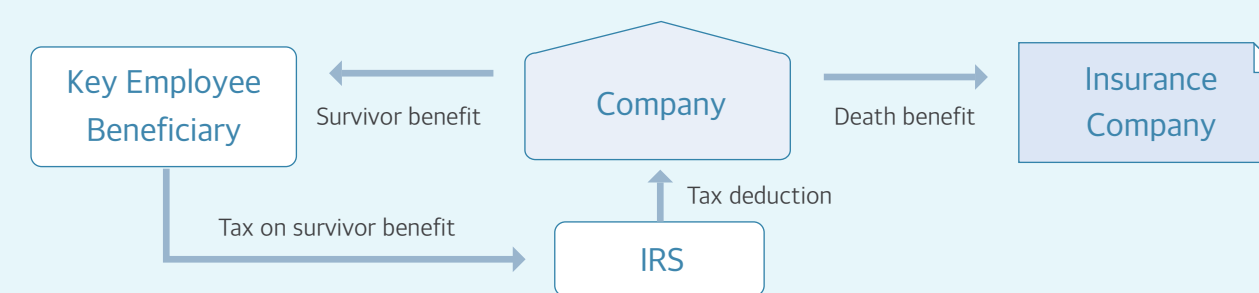 Key Employee
Beneficiary
Survivor benefit
Company
Death benefit
Insurance
Company
Tax deduction
Tax on survivor benefit
IRS